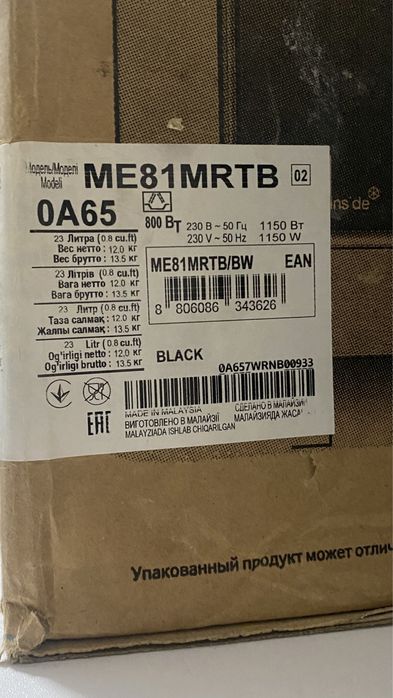 Модель/Моделі
Modeli
ME81MRTB 02
0A65
800 Вт 230 В ~ 50 Гц 1150 Вт
230 V ~ 50 Hz 1150 W
23 Литра (0.8 cu.ft)
Вес нетто : 12.0 кг
Вес брутто : 13.5 кг
23 Літрів (0.8 cu.ft)
Вага нетто : 12.0 кг
Вага брутто : 13.5 кг
23 Литр (0.8 cu.ft)
Таза салмақ : 12.0 кг
Жалпы салмақ : 13.5 кг
23 Litr (0.8 cu.ft)
Og'irligi netto : 12.0 кг
Og'irligi brutto : 13.5 кг
ME81MRTB/BW EAN
8 806086 343626
BLACK
0A657WRNB00933
EAC
MADE IN MALAYSIA СДЕЛАНО В МАЛАЙЗИИ
ВИГОТОВЛЕНО В МАЛАЙЗІЇ МАЛАЙЗИЯДА ЖАСА
MALAYZIADA ISHLAB CHIQARILGAN
Упакованный продукт может отлич